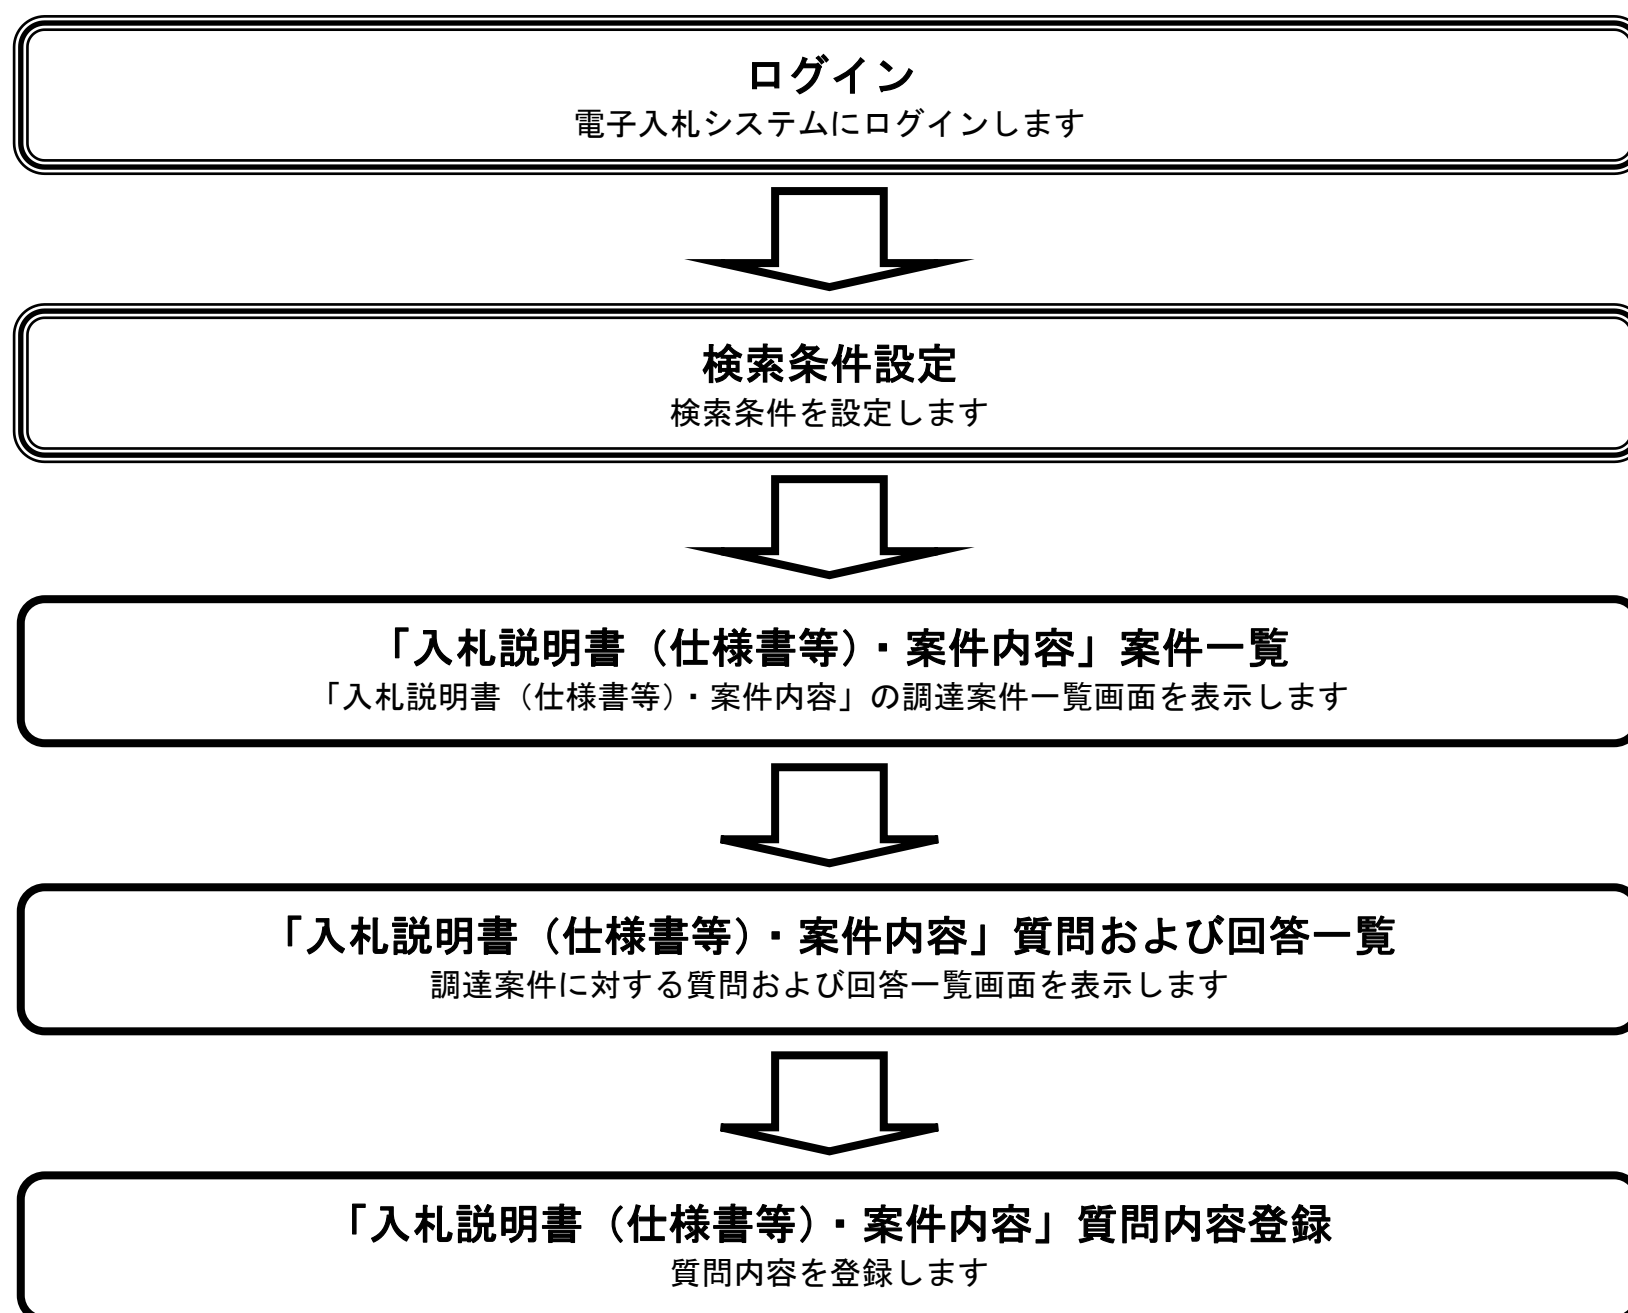 ログイン
電子入札システムにログインします
検索条件設定
検索条件を設定します
「入札説明書（仕様書等）・案件内容」案件一覧
「入札説明書（仕様書等）・案件内容」の調達案件一覧画面を表示します
「入札説明書（仕様書等）・案件内容」質問および回答一覧
調達案件に対する質問および回答一覧画面を表示します
「入札説明書（仕様書等）・案件内容」質問内容登録
質問内容を登録します